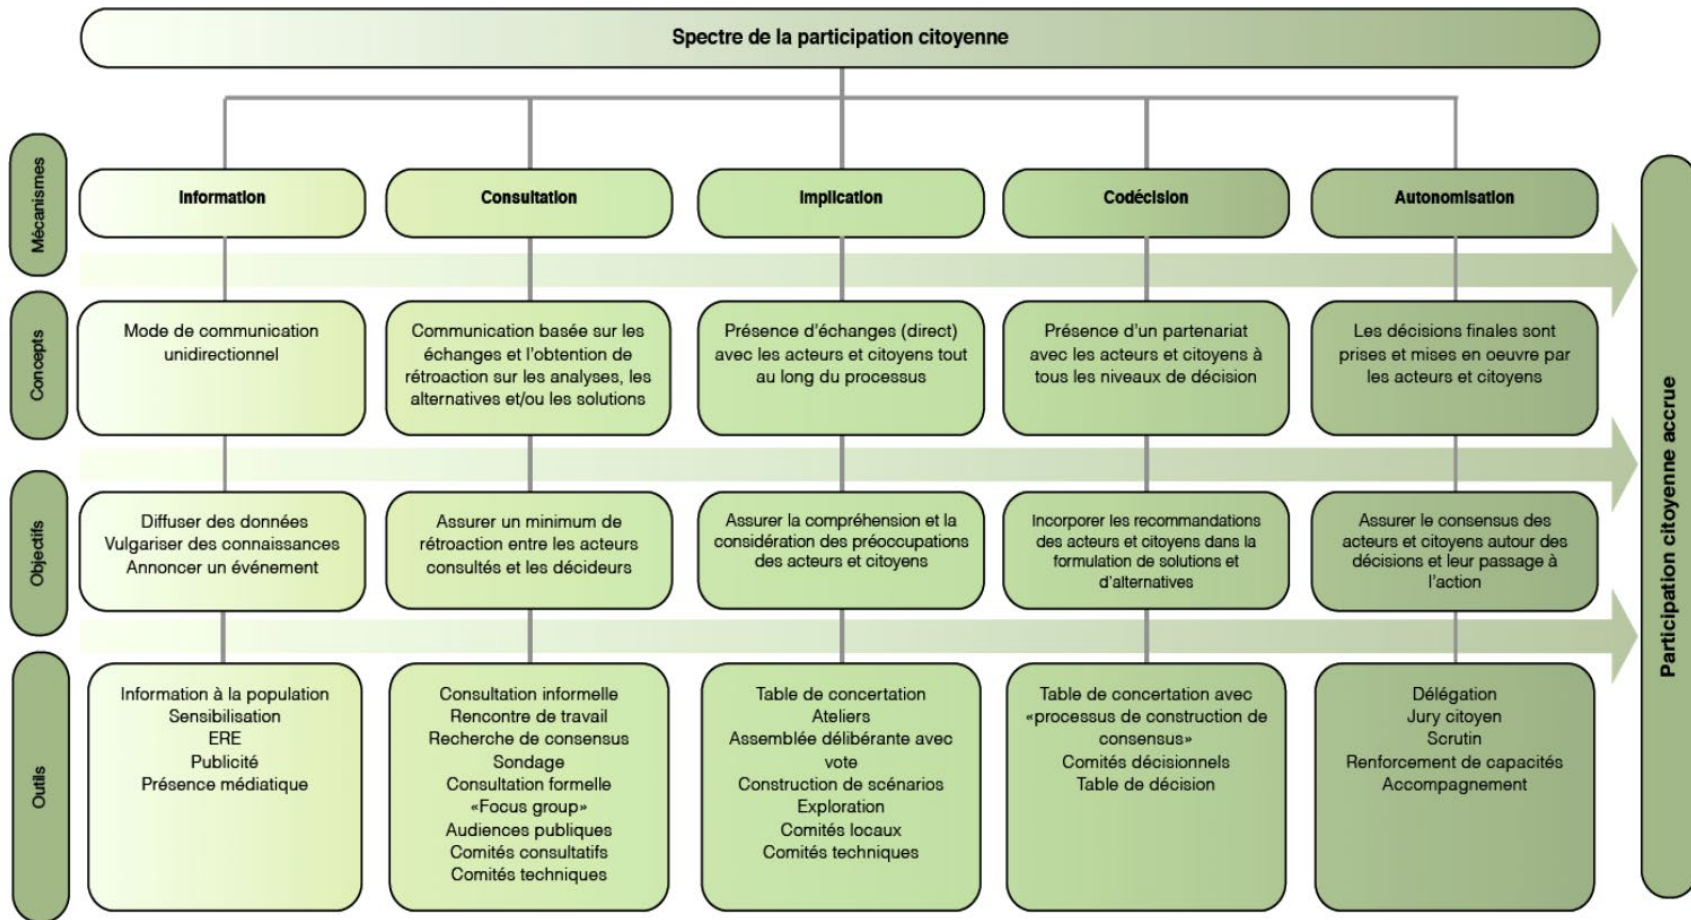 Spectre de la participation citoyenne
Mécanismes
Information
Consultation
Implication
Codécision
Autonomisation
Concepts
Mode de communication
unidirectionnel
Communication basée sur les
échanges et l'obtention de
rétroaction sur les analyses, les
alternatives et/ou les solutions
Présence d'échanges (direct)
avec les acteurs et citoyens tout
au long du processus
Présence d'un partenariat
avec les acteurs et citoyens à
tous les niveaux de décision
Les décisions finales sont
prises et mises en oeuvre par
les acteurs et citoyens
Objectifs
Diffuser des données
Vulgariser des connaissances
Annoncer un événement
Assurer un minimum de
rétroaction entre les acteurs
consultés et les décideurs
Assurer la compréhension et la
considération des préoccupations
des acteurs et citoyens
Incorporer les recommandations
des acteurs et citoyens dans la
formulation de solutions et
d'alternatives
Assurer le consensus des
acteurs et citoyens autour des
décisions et leur passage à
l'action
Outils
Information à la population
Sensibilisation
ERE
Publicité
Présence médiatique
Consultation informelle
Rencontre de travail
Recherche de consensus
Sondage
Consultation formelle
«Focus group»
Audiences publiques
Comités consultatifs
Comités techniques
Table de concertation
Ateliers
Assemblée délibérante avec
vote
Construction de scénarios
Exploration
Comités locaux
Comités techniques
Table de concertation avec
«processus de construction de
consensus»
Comités décisionnels
Table de décision
Délégation
Jury citoyen
Scrutin
Renforcement de capacités
Accompagnement
Participation citoyenne accrue